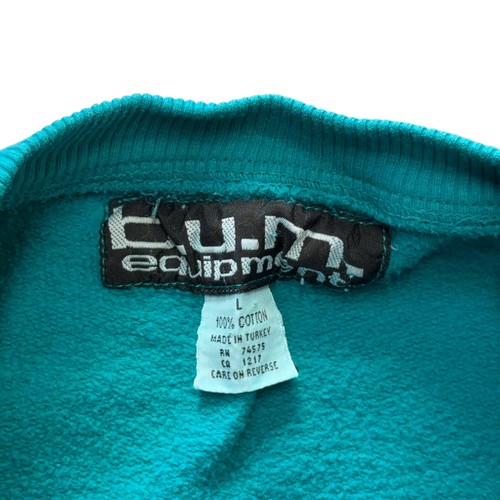 b.u.m.
equipment
L
100% COTTON
MADE IN TURKEY
RN 74575
CA 1217
CARE ON REVERSE